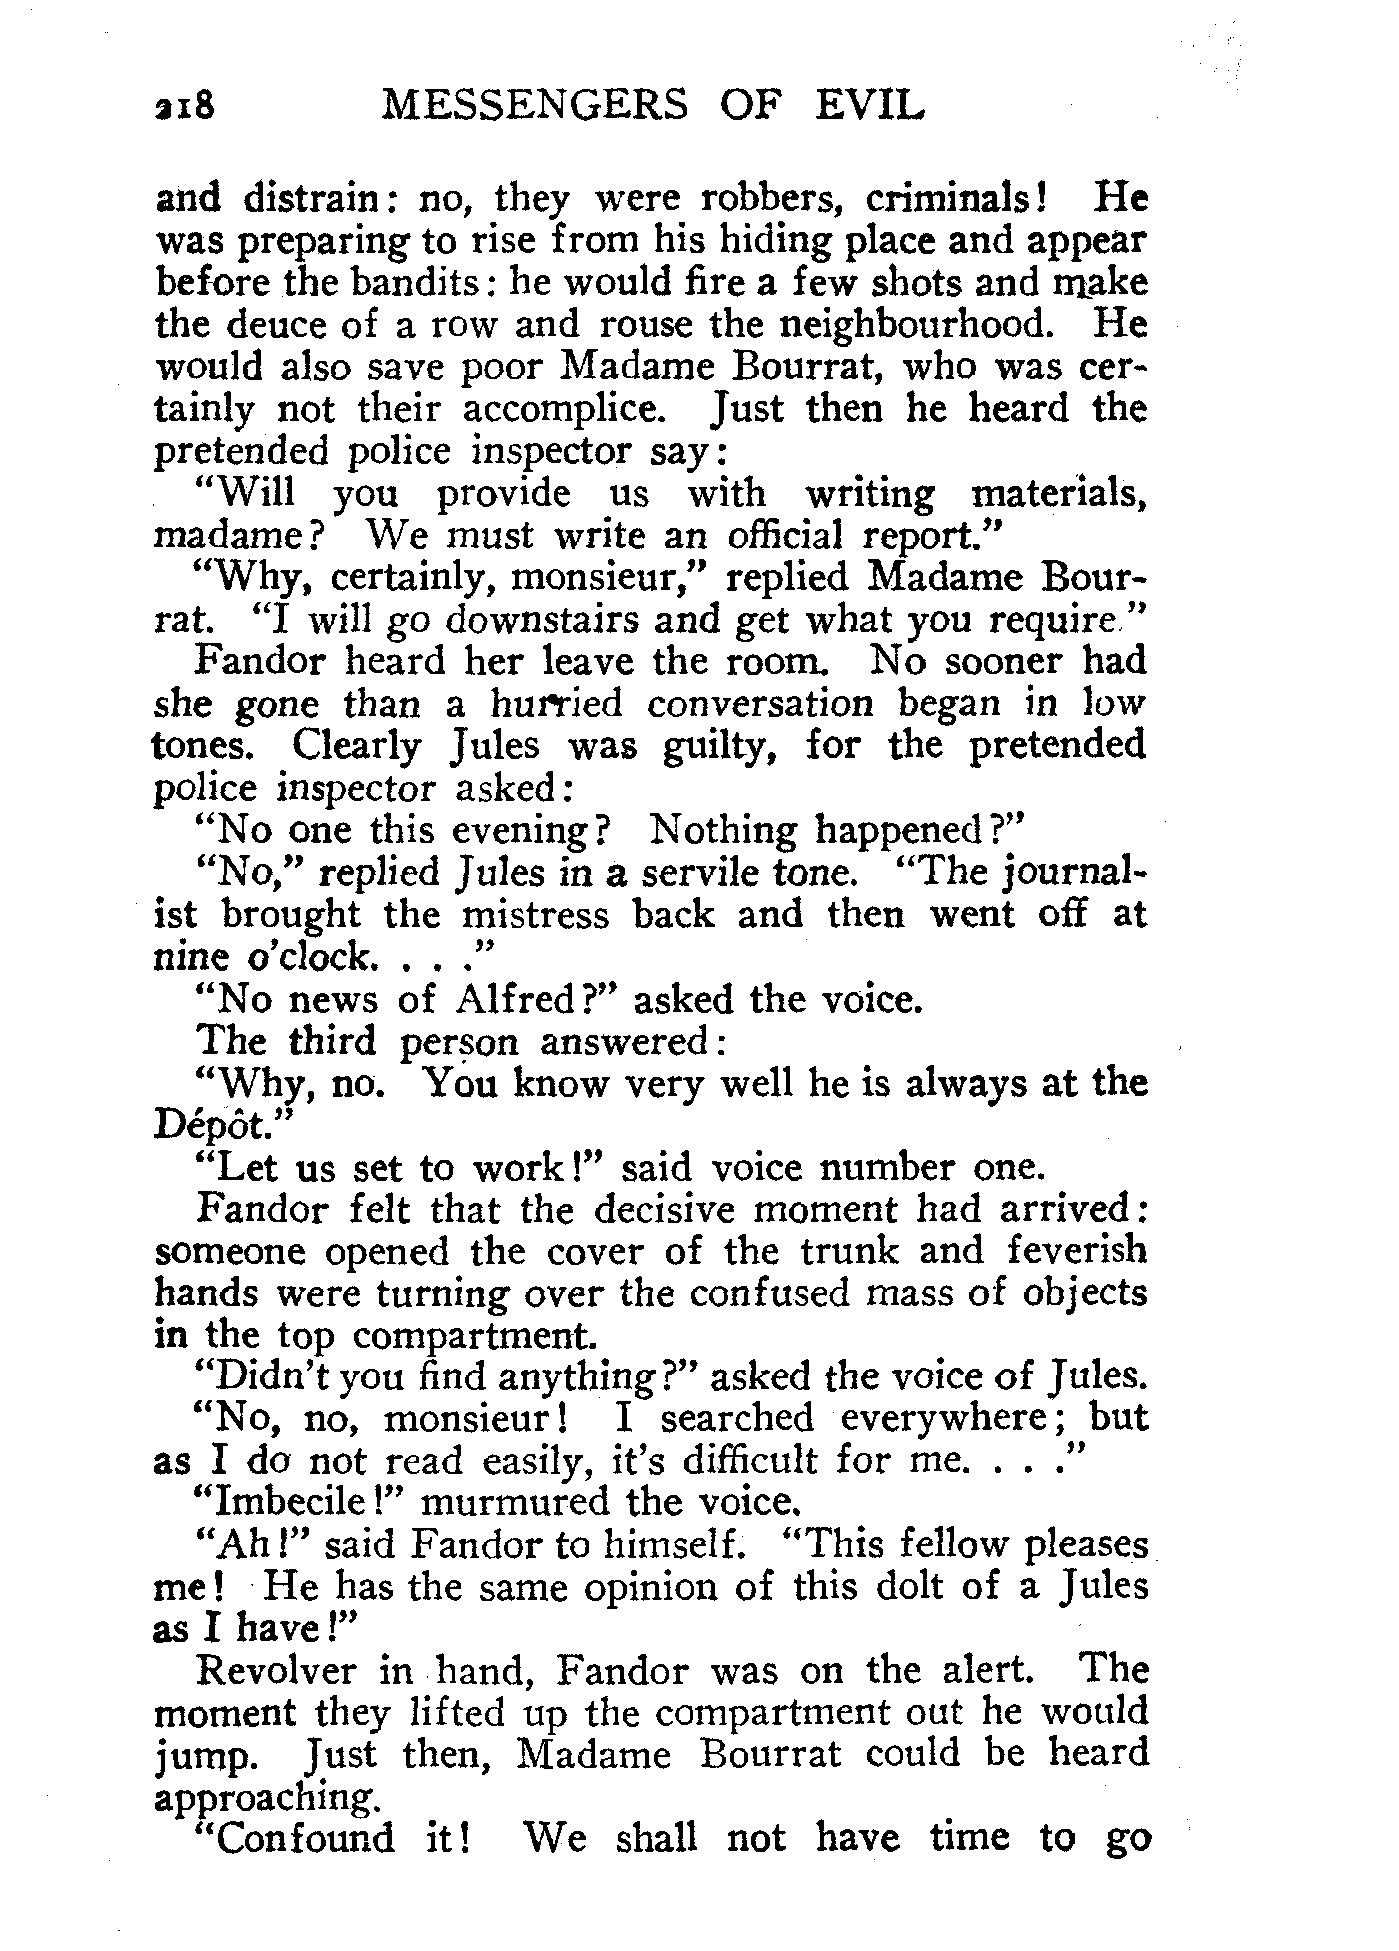 218 MESSENGERS OF EVIL
and distrain: no, they were robbers, criminals! He
was preparing to rise from his hiding place and appear
before the bandits: he would fire a few shots and make
the deuce of a row and rouse the neighbourhood. He
would also save poor Madame Bourrat, who was cer-
tainly not their accomplice. Just then he heard the
pretended police inspector say:
"Will you provide us with writing materials,
madame? We must write an official report."
"Why, certainly, monsieur," replied Madame Bour-
rat. "I will go downstairs and get what you require."
Fandor heard her leave the room. No sooner had
she gone than a hurried conversation began in low
tones. Clearly Jules was guilty, for the pretended
police inspector asked:
"No one this evening? Nothing happened?"
"No," replied Jules in a servile tone. "The journal-
ist brought the mistress back and then went off at
nine o'clock. . . ."
"No news of Alfred?" asked the voice.
The third person answered:
"Why, no. You know very well he is always at the
Dépôt."
"Let us set to work!" said voice number one.
Fandor felt that the decisive moment had arrived:
someone opened the cover of the trunk and feverish
hands were turning over the confused mass of objects
in the top compartment.
"Didn't you find anything?" asked the voice of Jules.
"No, no, monsieur! I searched everywhere; but
as I do not read easily, it's difficult for me. . . ."
"Imbecile!" murmured the voice.
"Ah!" said Fandor to himself. "This fellow pleases
me! He has the same opinion of this dolt of a Jules
as I have!"
Revolver in hand, Fandor was on the alert. The
moment they lifted up the compartment out he would
jump. Just then, Madame Bourrat could be heard
approaching.
"Confound it! We shall not have time to go